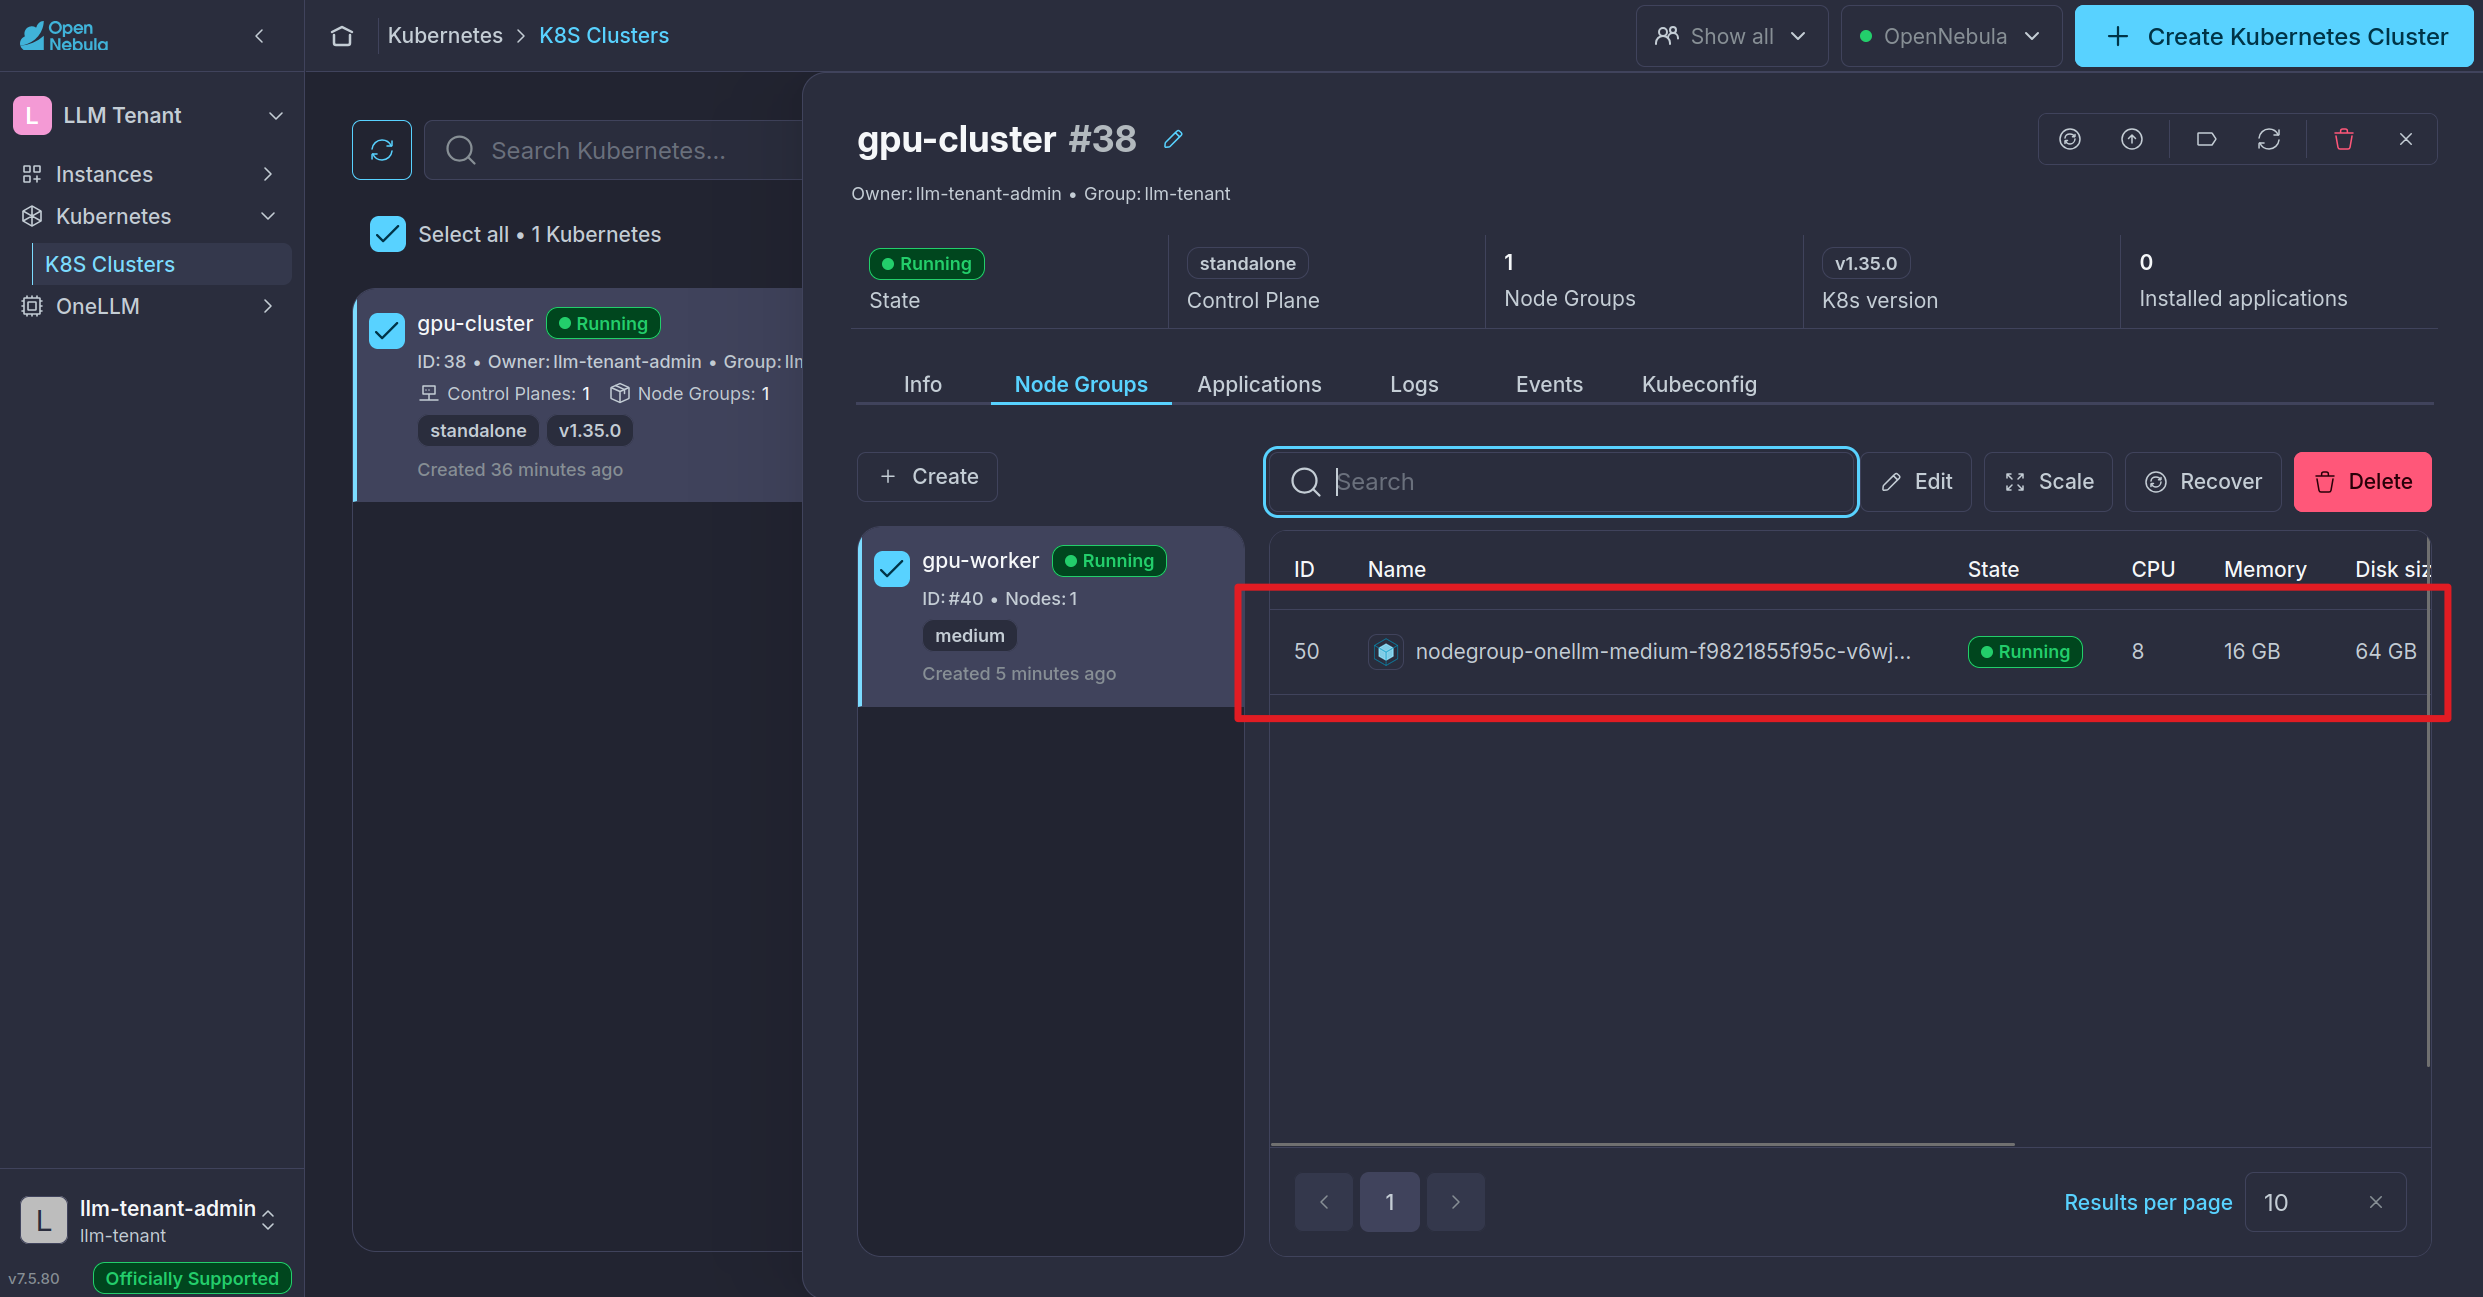 Open
Nebula
Kubernetes
K8S Clusters
Show all
OpenNebula
Create Kubernetes Cluster
L
LLM Tenant
Instances
Kubernetes
K8S Clusters
OneLLM
Search Kubernetes...
Select all • 1 Kubernetes
gpu-cluster
Running
ID: 38 • Owner: llm-tenant-admin • Group: llm
Control Planes: 1
Node Groups: 1
standalone
v1.35.0
Created 36 minutes ago
gpu-cluster #38
Owner: llm-tenant-admin • Group: llm-tenant
Running
State
standalone
Control Plane
1
Node Groups
v1.35.0
K8s version
0
Installed applications
Info
Node Groups
Applications
Logs
Events
Kubeconfig
Create
Search
Edit
Scale
Recover
Delete
gpu-worker
Running
ID: #40 • Nodes: 1
medium
Created 5 minutes ago
ID
Name
State
CPU
Memory
Disk siz
50
nodegroup-onellm-medium-f9821855f95c-v6wj...
Running
8
16 GB
64 GB
1
Results per page
10
L
llm-tenant-admin
llm-tenant
v7.5.80
Officially Supported